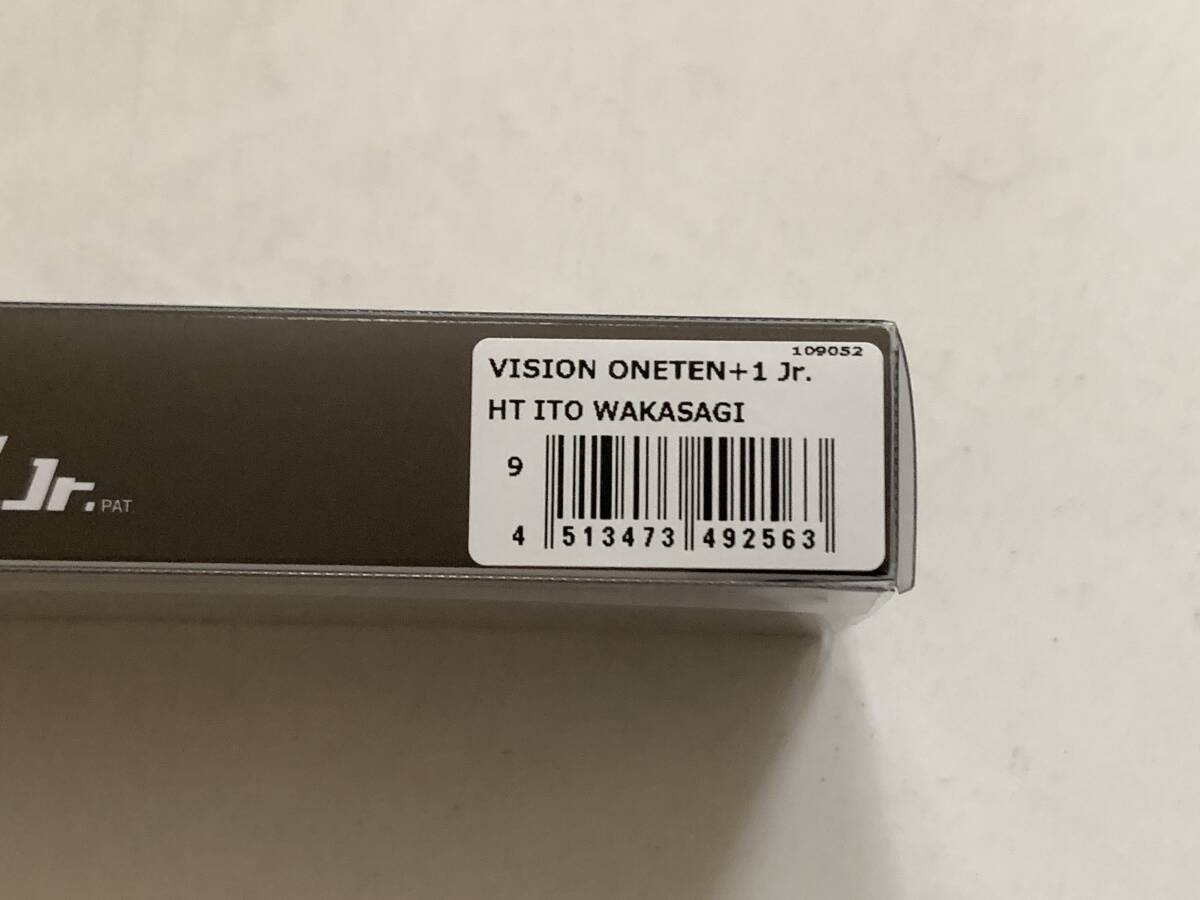 109052
VISION ONETEN+1 Jr.
HT ITO WAKASAGI
9
4 513473 492563
Jr. PAT